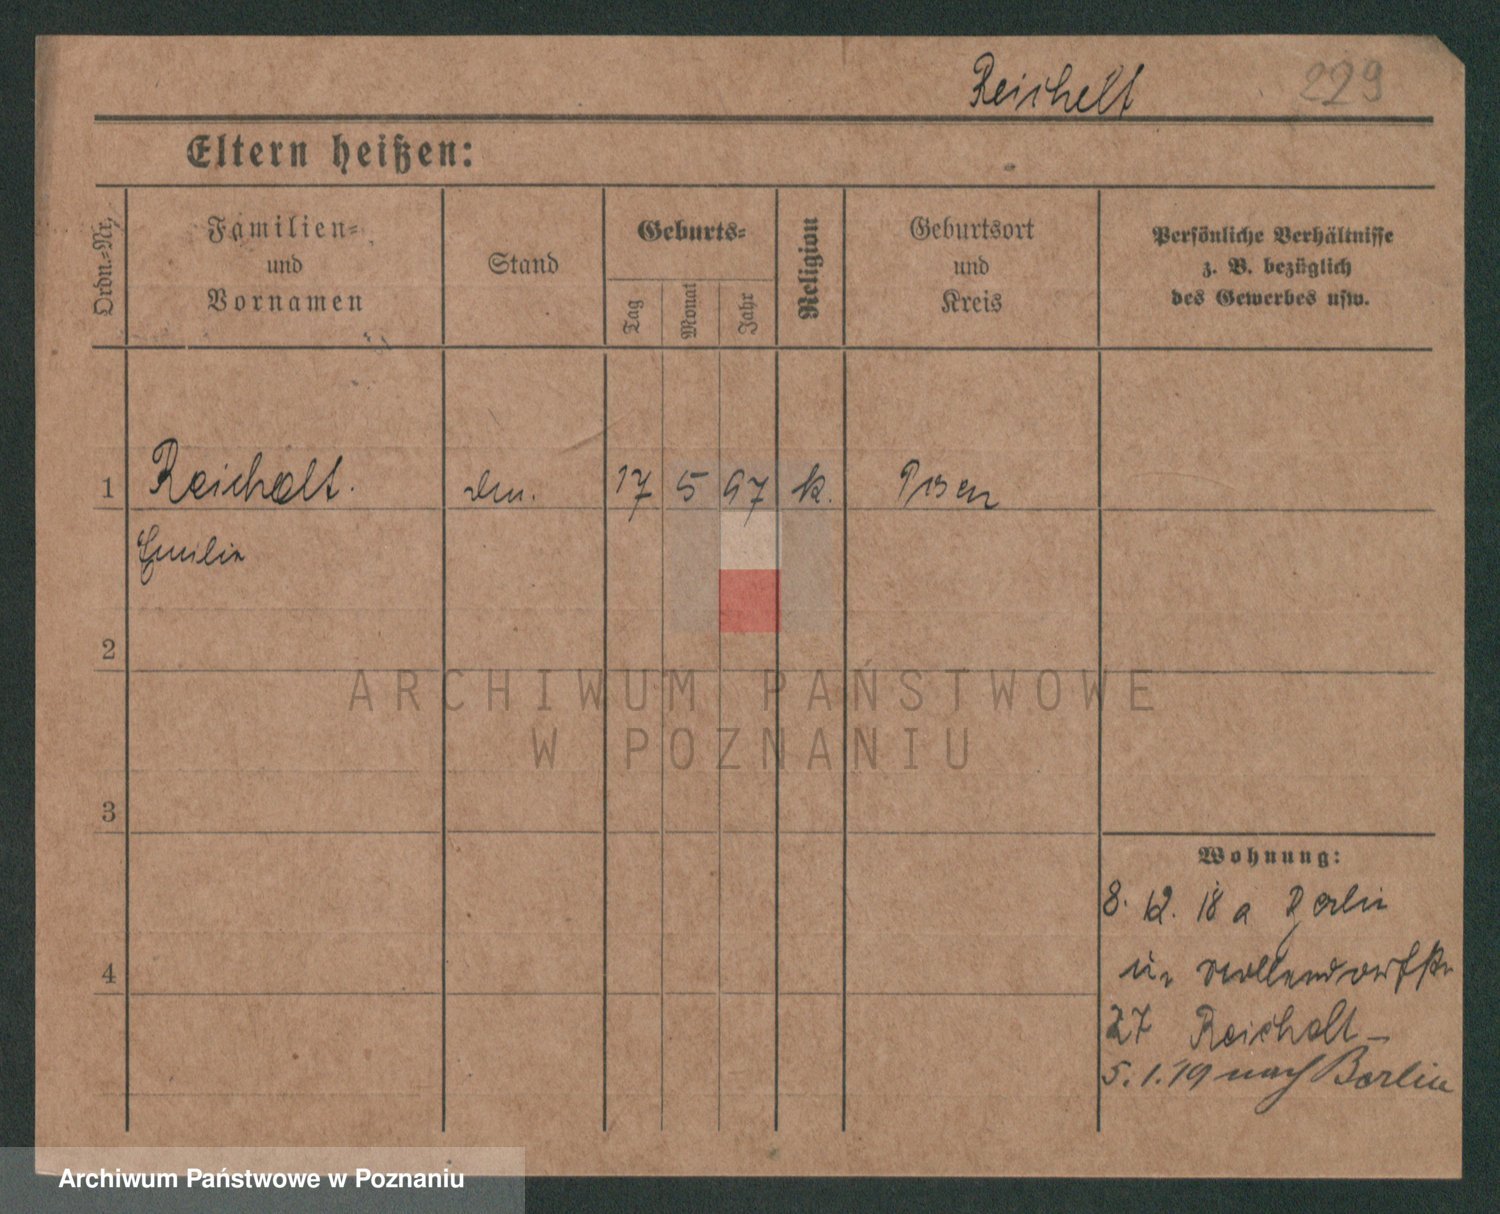 Reichelt 229
Eltern heißen:
Ordn.-Nr.
Familien-
und
Vornamen
Stand
Geburts-
Tag
Monat
Jahr
Religion
Geburtsort
und
Kreis
Persönliche Verhältnisse
z. B. bezüglich
des Gewerbes usw.
1 Reichelt. 17 5 97 k. Posen
Emilie
2
ARCHIWUM PAŃSTWOWE
W POZNANIU
3
Wohnung:
8. 12. 18 a Berlin
4
27 Reichelt
5.1.19 nach Berlin
Archiwum Państwowe w Poznaniu